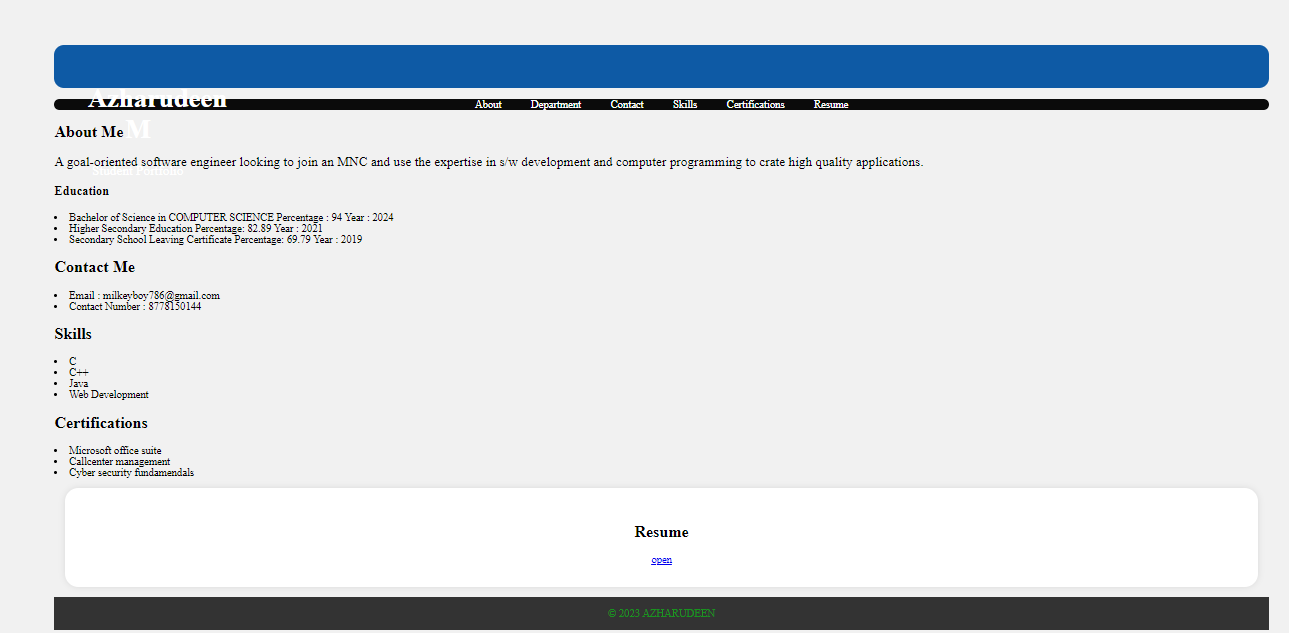 Azharudeen
M
Student Portfolio
About Department Contact Skills Certifications Resume
About Me
A goal-oriented software engineer looking to join an MNC and use the expertise in s/w development and computer programming to crate high quality applications.
Education
• Bachelor of Science in COMPUTER SCIENCE Percentage : 94 Year : 2024
• Higher Secondary Education Percentage: 82.89 Year : 2021
• Secondary School Leaving Certificate Percentage: 69.79 Year : 2019
Contact Me
• Email : milkeyboy786@gmail.com
• Contact Number : 8778150144
Skills
• C
• C++
• Java
• Web Development
Certifications
• Microsoft office suite
• Callcenter management
• Cyber security fundamendals
Resume
open
© 2023 AZHARUDEEN